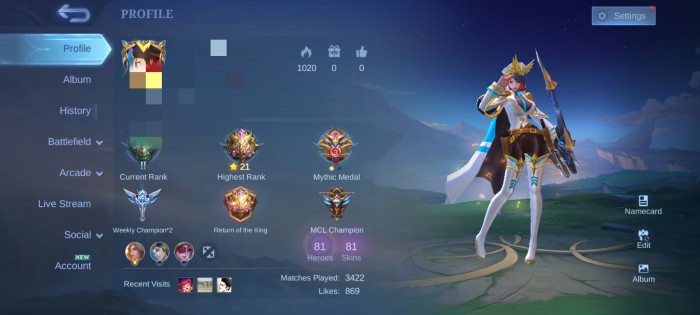 PROFILE
Settings
Profile
Album
History
Battlefield
Arcade
Live Stream
Social
NEW
Account
1020 0 0
Current Rank
21
Highest Rank
Mythic Medal
Weekly Champion*2
Return of the King
MCL Champion
81 81
Heroes Skins
Recent Visits
Matches Played: 3422
Likes: 869
Namecard
Edit
Album